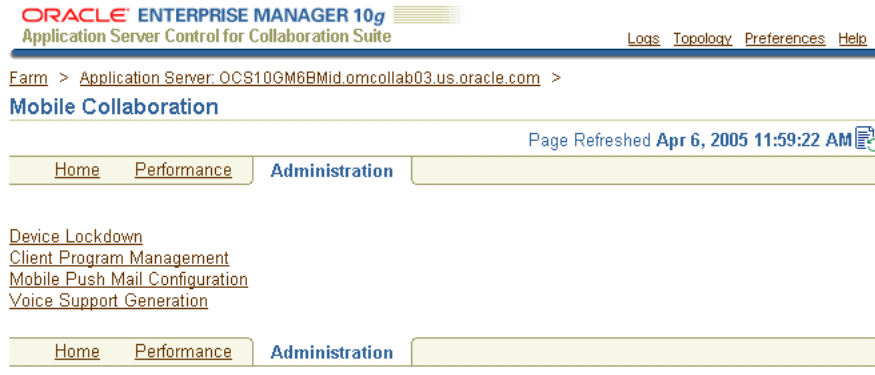 ORACLE ENTERPRISE MANAGER 10g
Application Server Control for Collaboration Suite
Logs Topology Preferences Help
Farm > Application Server: OCS10GM6BMid.omcollab03.us.oracle.com >
Mobile Collaboration
Page Refreshed Apr 6, 2005 11:59:22 AM
Home Performance Administration
Device Lockdown
Client Program Management
Mobile Push Mail Configuration
Voice Support Generation
Home Performance Administration